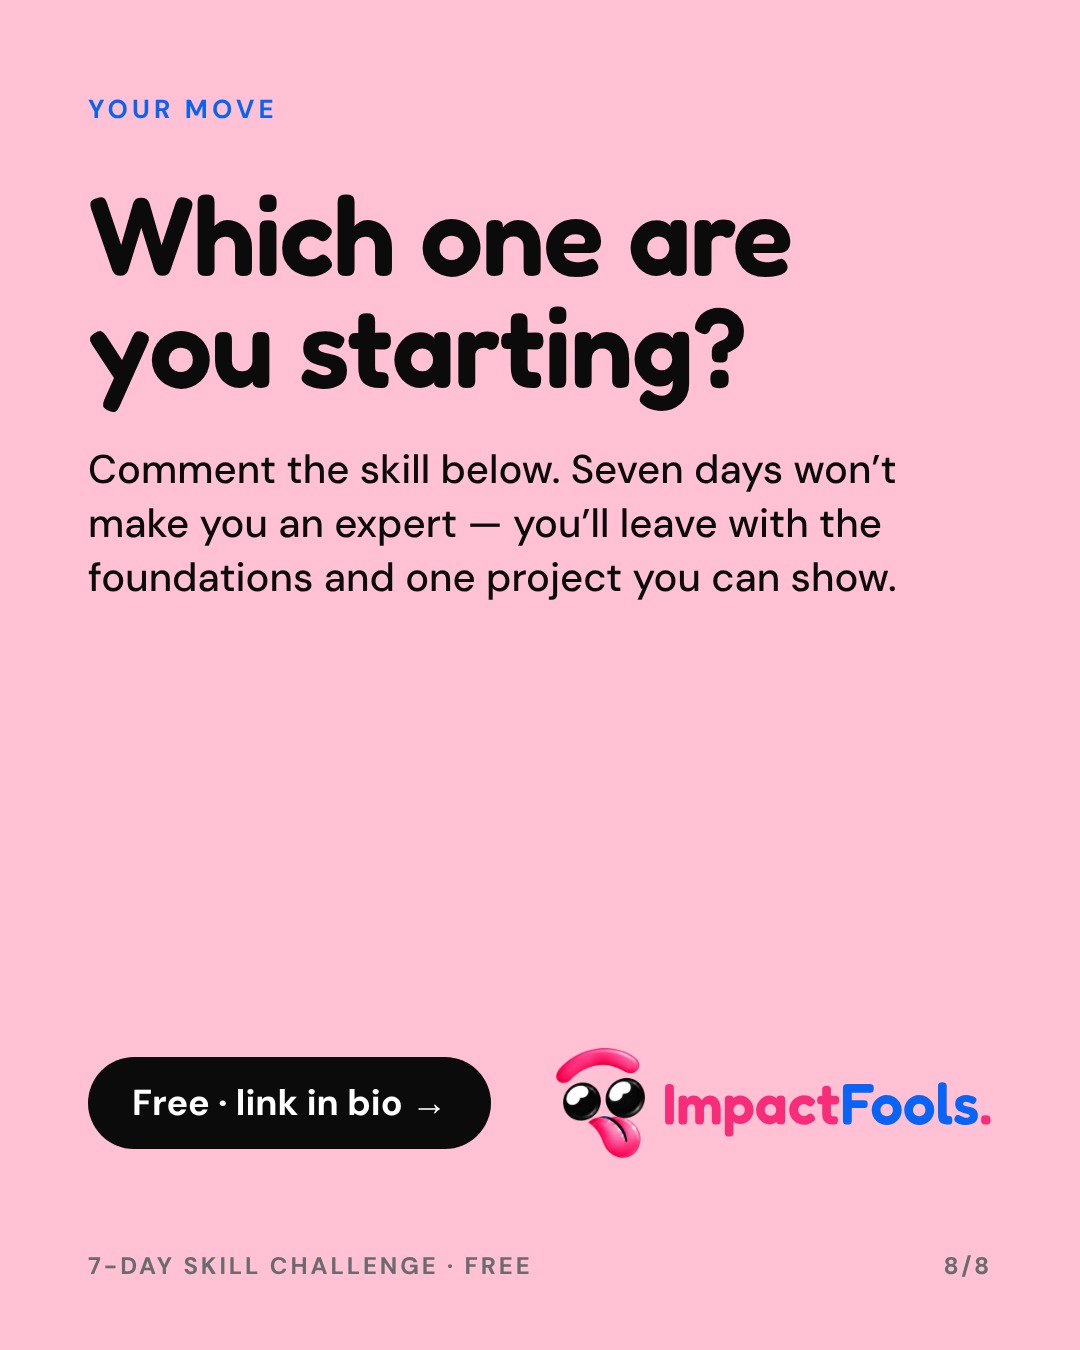 YOUR MOVE
Which one are
you starting?
Comment the skill below. Seven days won’t
make you an expert — you’ll leave with the
foundations and one project you can show.
Free · link in bio →
ImpactFools.
7-DAY SKILL CHALLENGE · FREE
8/8